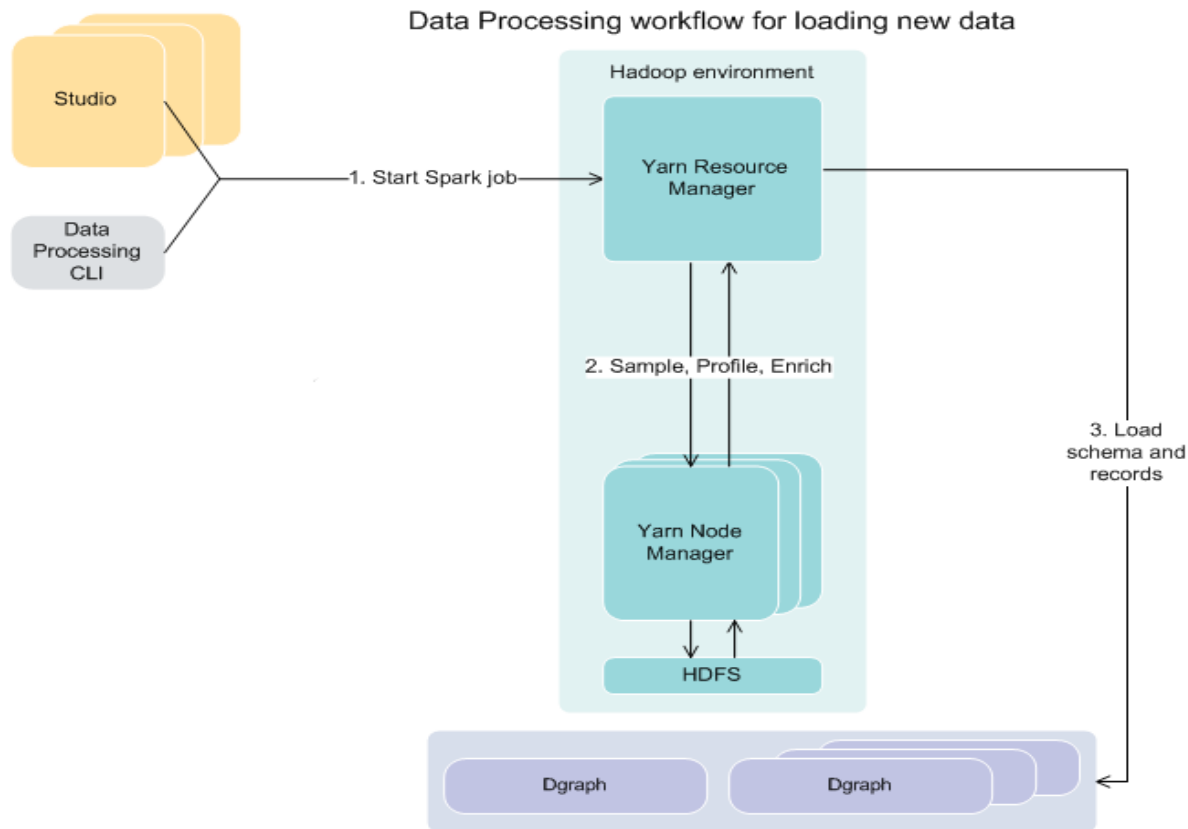 Data Processing workflow for loading new data
Hadoop environment
Studio
Yarn Resource
Manager
1. Start Spark job
Data
Processing
CLI
2. Sample, Profile, Enrich
3. Load
schema and
records
Yarn Node
Manager
HDFS
Dgraph
Dgraph